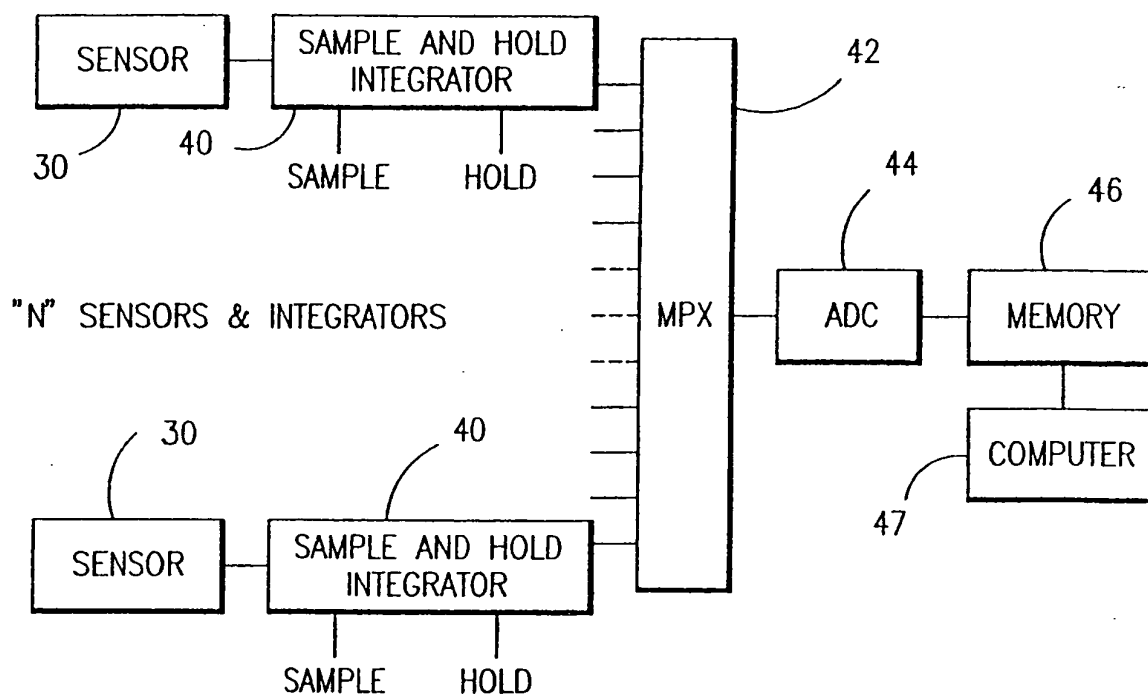 SENSOR
SAMPLE AND HOLD
INTEGRATOR
42
30
40
SAMPLE
HOLD
44
46
"N" SENSORS & INTEGRATORS
MPX
ADC
MEMORY
30
40
COMPUTER
47
SENSOR
SAMPLE AND HOLD
INTEGRATOR
SAMPLE
HOLD